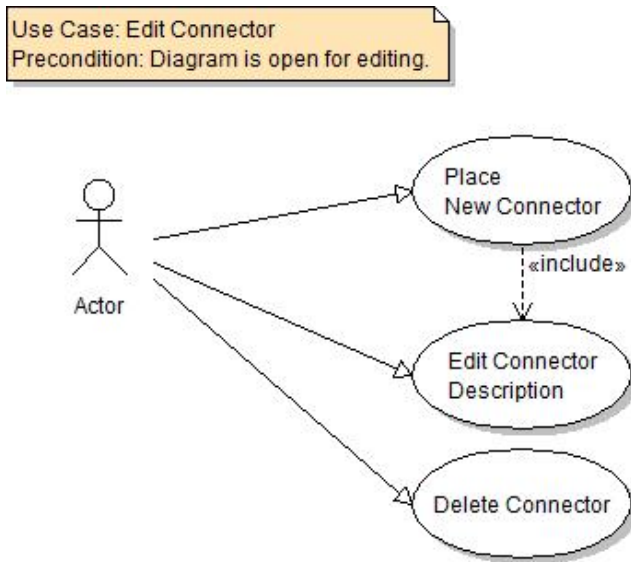 Use Case: Edit Connector
Precondition: Diagram is open for editing.
Place
New Connector
«include»
Actor
Edit Connector
Description
Delete Connector